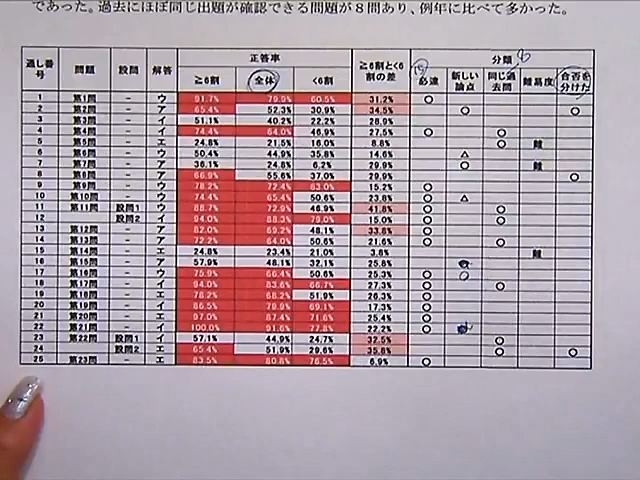 であった。過去にほぼ同じ出題が確認できる問題が８問あり、例年に比べて多かった。
通し番号 問題 設問 解答 正答率 ≧6割とく6割の差 分類
≧6割 全体 <6割 必達 新しい論点 同じ過去問 難易度 合否を分けた
1 第1問 - ウ 91.7% 79.9% 60.5% 31.2% ○
2 第2問 - ア 65.4% 52.3% 30.9% 34.5% ○ ○
3 第3問 - イ 51.1% 40.2% 22.2% 28.9%
4 第4問 - イ 74.4% 64.0% 46.9% 27.5% ○ ○
5 第5問 - エ 24.8% 21.5% 16.0% 8.8% ○ 難
6 第6問 - ウ 50.4% 44.9% 35.8% 14.6% △
7 第7問 - ア 36.1% 24.8% 6.2% 29.9% ○ 難
8 第8問 - ア 66.9% 55.6% 37.0% 29.9% ○
9 第9問 - ウ 78.2% 72.4% 63.0% 15.2% ○
10 第10問 - ウ 74.4% 65.4% 50.6% 23.8% ○ △
11 第11問 設問1 ウ 88.7% 72.9% 46.9% 41.8% ○ ○
12 設問2 イ 94.0% 88.3% 79.0% 15.0% ○ ○
13 第12問 - ア 82.0% 69.2% 48.1% 33.8% ○
14 第13問 - ア 72.2% 64.0% 50.6% 21.6% ○ ○
15 第14問 - エ 24.8% 23.4% 21.0% 3.8% 難
16 第15問 - ア 57.9% 48.1% 32.1% 25.8%
17 第16問 - ウ 75.9% 66.4% 50.6% 25.3% ○ ○
18 第17問 - イ 94.0% 83.6% 66.7% 27.3% ○ ○
19 第18問 - エ 78.2% 68.2% 51.9% 26.3% ○
20 第19問 - イ 86.5% 79.9% 69.1% 17.3% ○
21 第20問 - エ 97.0% 87.4% 71.6% 25.4% ○
22 第21問 - イ 100.0% 91.6% 77.8% 22.2% ○
23 第22問 設問1 イ 57.1% 44.9% 24.7% 32.5% ○
24 設問2 エ 65.4% 51.9% 29.6% 35.8% ○ ○
25 第23問 - エ 83.5% 80.8% 76.5% 6.9% ○